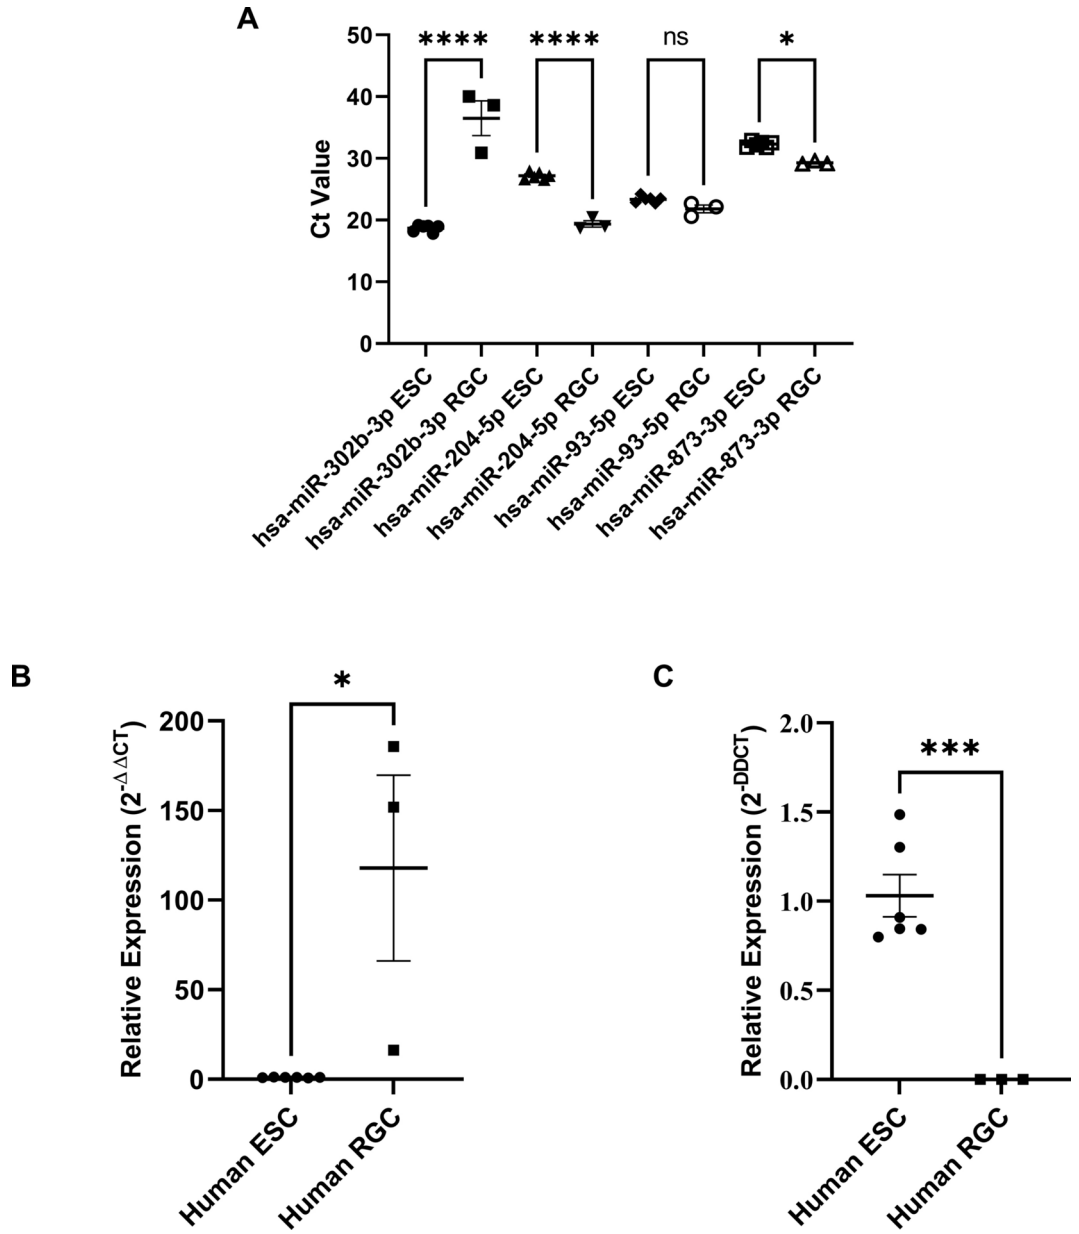 A
50
40
30
20
10
0
Ct Value
****
****
ns
*
hsa-miR-302b-3p ESC
hsa-miR-302b-3p RGC
hsa-miR-204-5p ESC
hsa-miR-204-5p RGC
hsa-miR-93-5p ESC
hsa-miR-93-5p RGC
hsa-miR-873-3p ESC
hsa-miR-873-3p RGC
B
*
200
150
100
50
0
Relative Expression (2-Δ ΔCT)
Human ESC
Human RGC
C
***
2.0
1.5
1.0
0.5
0.0
Relative Expression (2-DDCT)
Human ESC
Human RGC